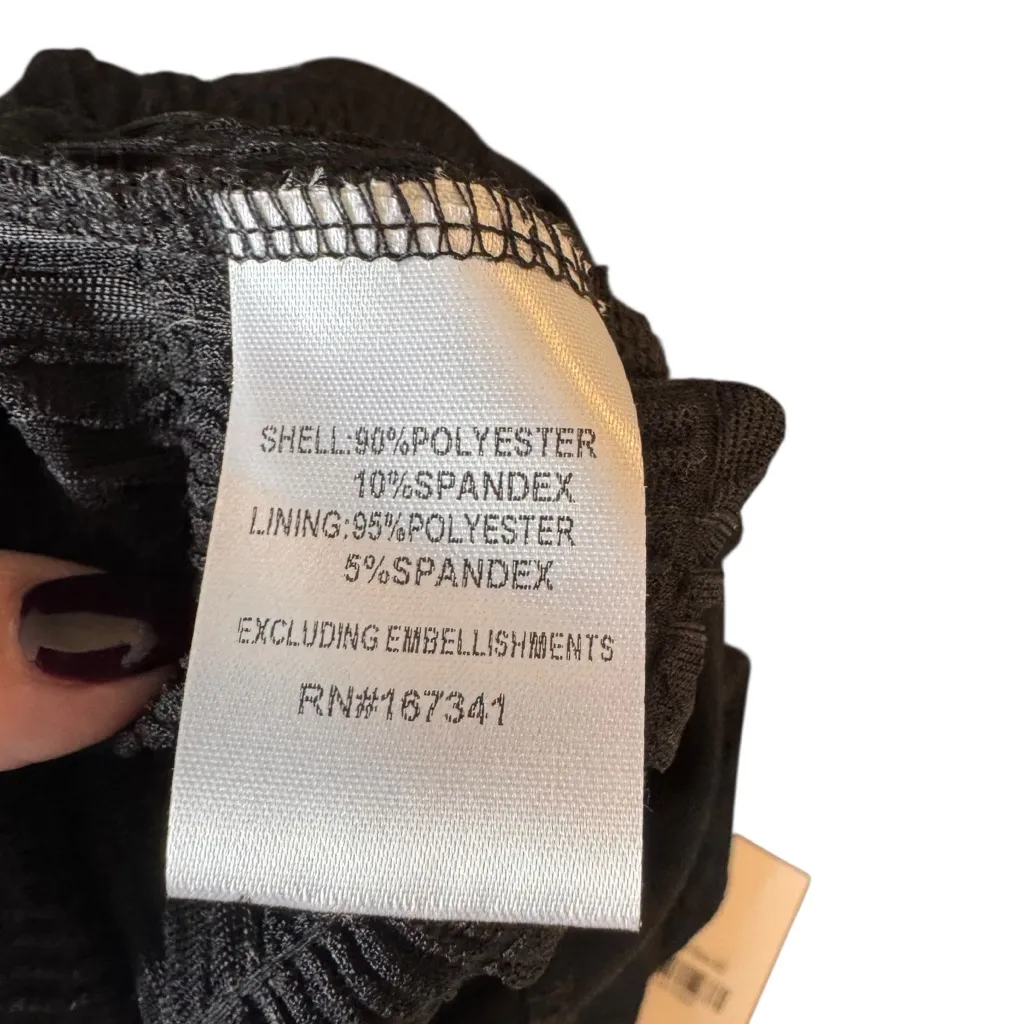 SHELL:90%POLYESTER
10%SPANDEX
LINING:95%POLYESTER
5%SPANDEX
EXCLUDING EMBELLISHMENTS
RN#167341